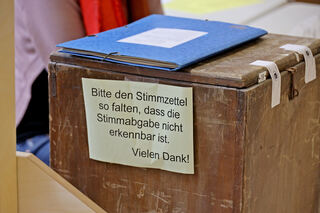 Bitte den Stimmzettel
so falten, dass die
Stimmabgabe nicht
erkennbar ist.
Vielen Dank!